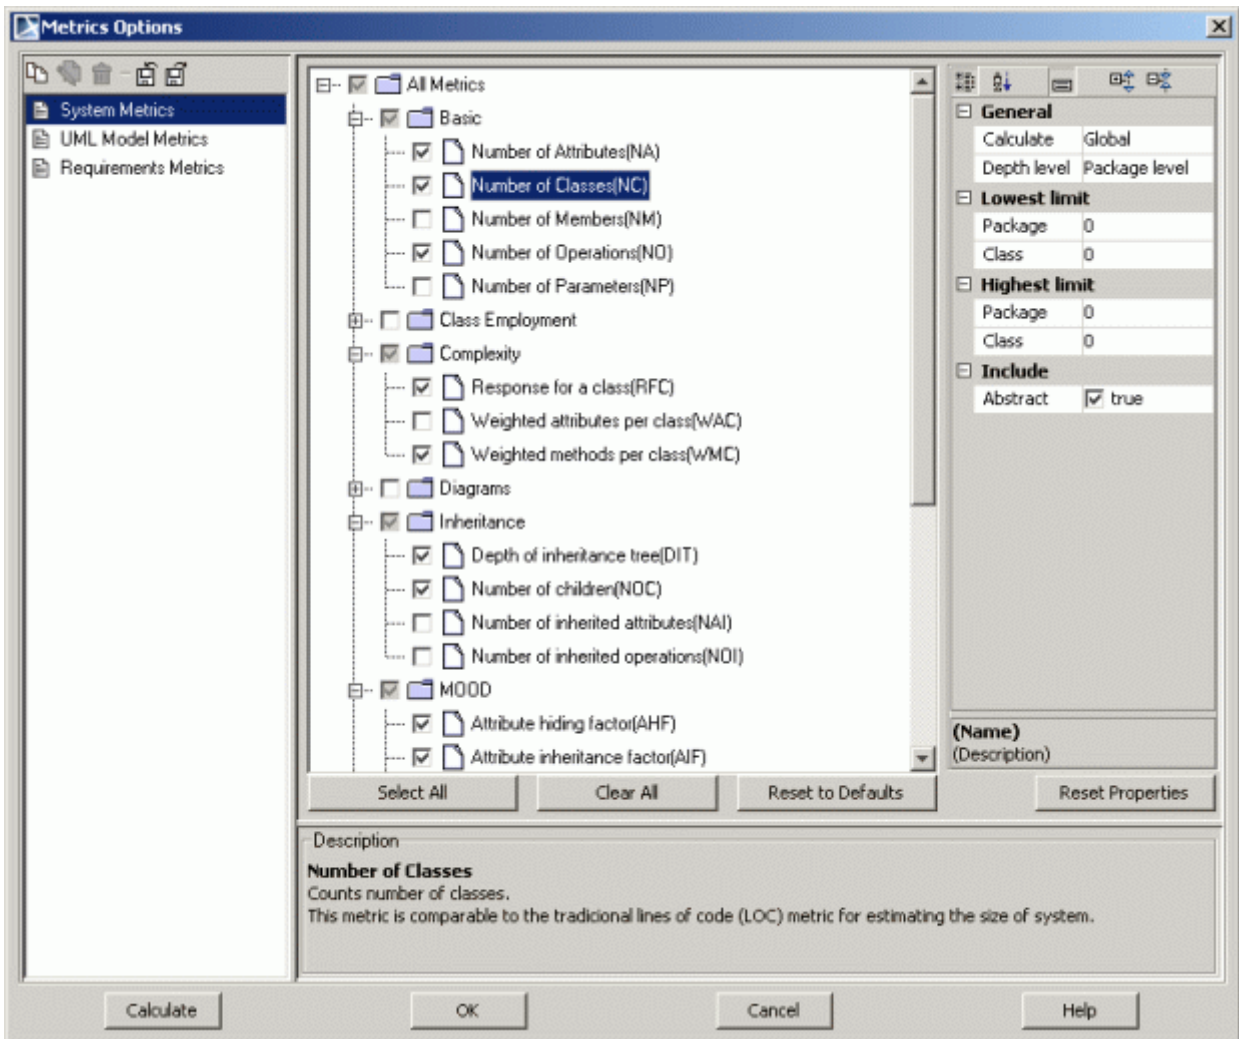 Metrics Options
System Metrics
UML Model Metrics
Requirements Metrics
All Metrics
Basic
Number of Attributes(NA)
Number of Classes(NC)
Number of Members(NM)
Number of Operations(NO)
Number of Parameters(NP)
Class Employment
Complexity
Response for a class(RFC)
Weighted attributes per class(WAC)
Weighted methods per class(WMC)
Diagrams
Inheritance
Depth of inheritance tree(DIT)
Number of children(NOC)
Number of inherited attributes(NAI)
Number of inherited operations(NOI)
MOOD
Attribute hiding factor(AHF)
Attribute inheritance factor(AIF)
Select All
Clear All
Reset to Defaults
General
Calculate Global
Depth level Package level
Lowest limit
Package 0
Class 0
Highest limit
Package 0
Class 0
Include
Abstract true
(Name)
(Description)
Reset Properties
Description
Number of Classes
Counts number of classes.
This metric is comparable to the tradicional lines of code (LOC) metric for estimating the size of system.
Calculate
OK
Cancel
Help